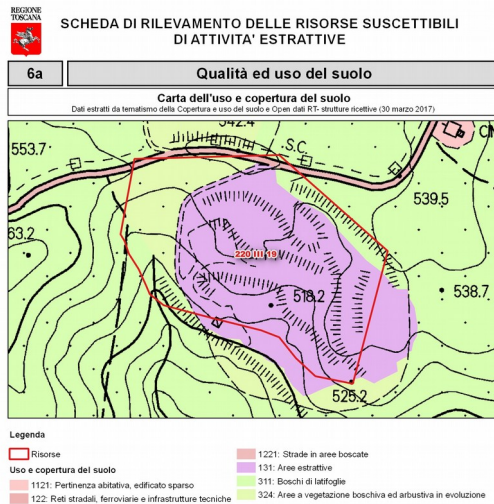 REGIONE
TOSCANA
SCHEDA DI RILEVAMENTO DELLE RISORSE SUSCETTIBILI
DI ATTIVITA' ESTRATTIVE
6a
Qualità ed uso del suolo
Carta dell'uso e copertura del suolo
Dati estratti da tematismo della Copertura e uso del suolo e Open dati RT- strutture ricettive (30 marzo 2017)
542.4
S.C.
553.7
539.5
63.2
220 III 19
518.2
538.7
525.2
Legenda
Risorse
Uso e copertura del suolo
1121: Pertinenza abitativa, edificato sparso
122: Reti stradali, ferroviarie e infrastrutture tecniche
1221: Strade in aree boscate
131: Aree estrattive
311: Boschi di latifoglie
324: Aree a vegetazione boschiva ed arbustiva in evoluzione